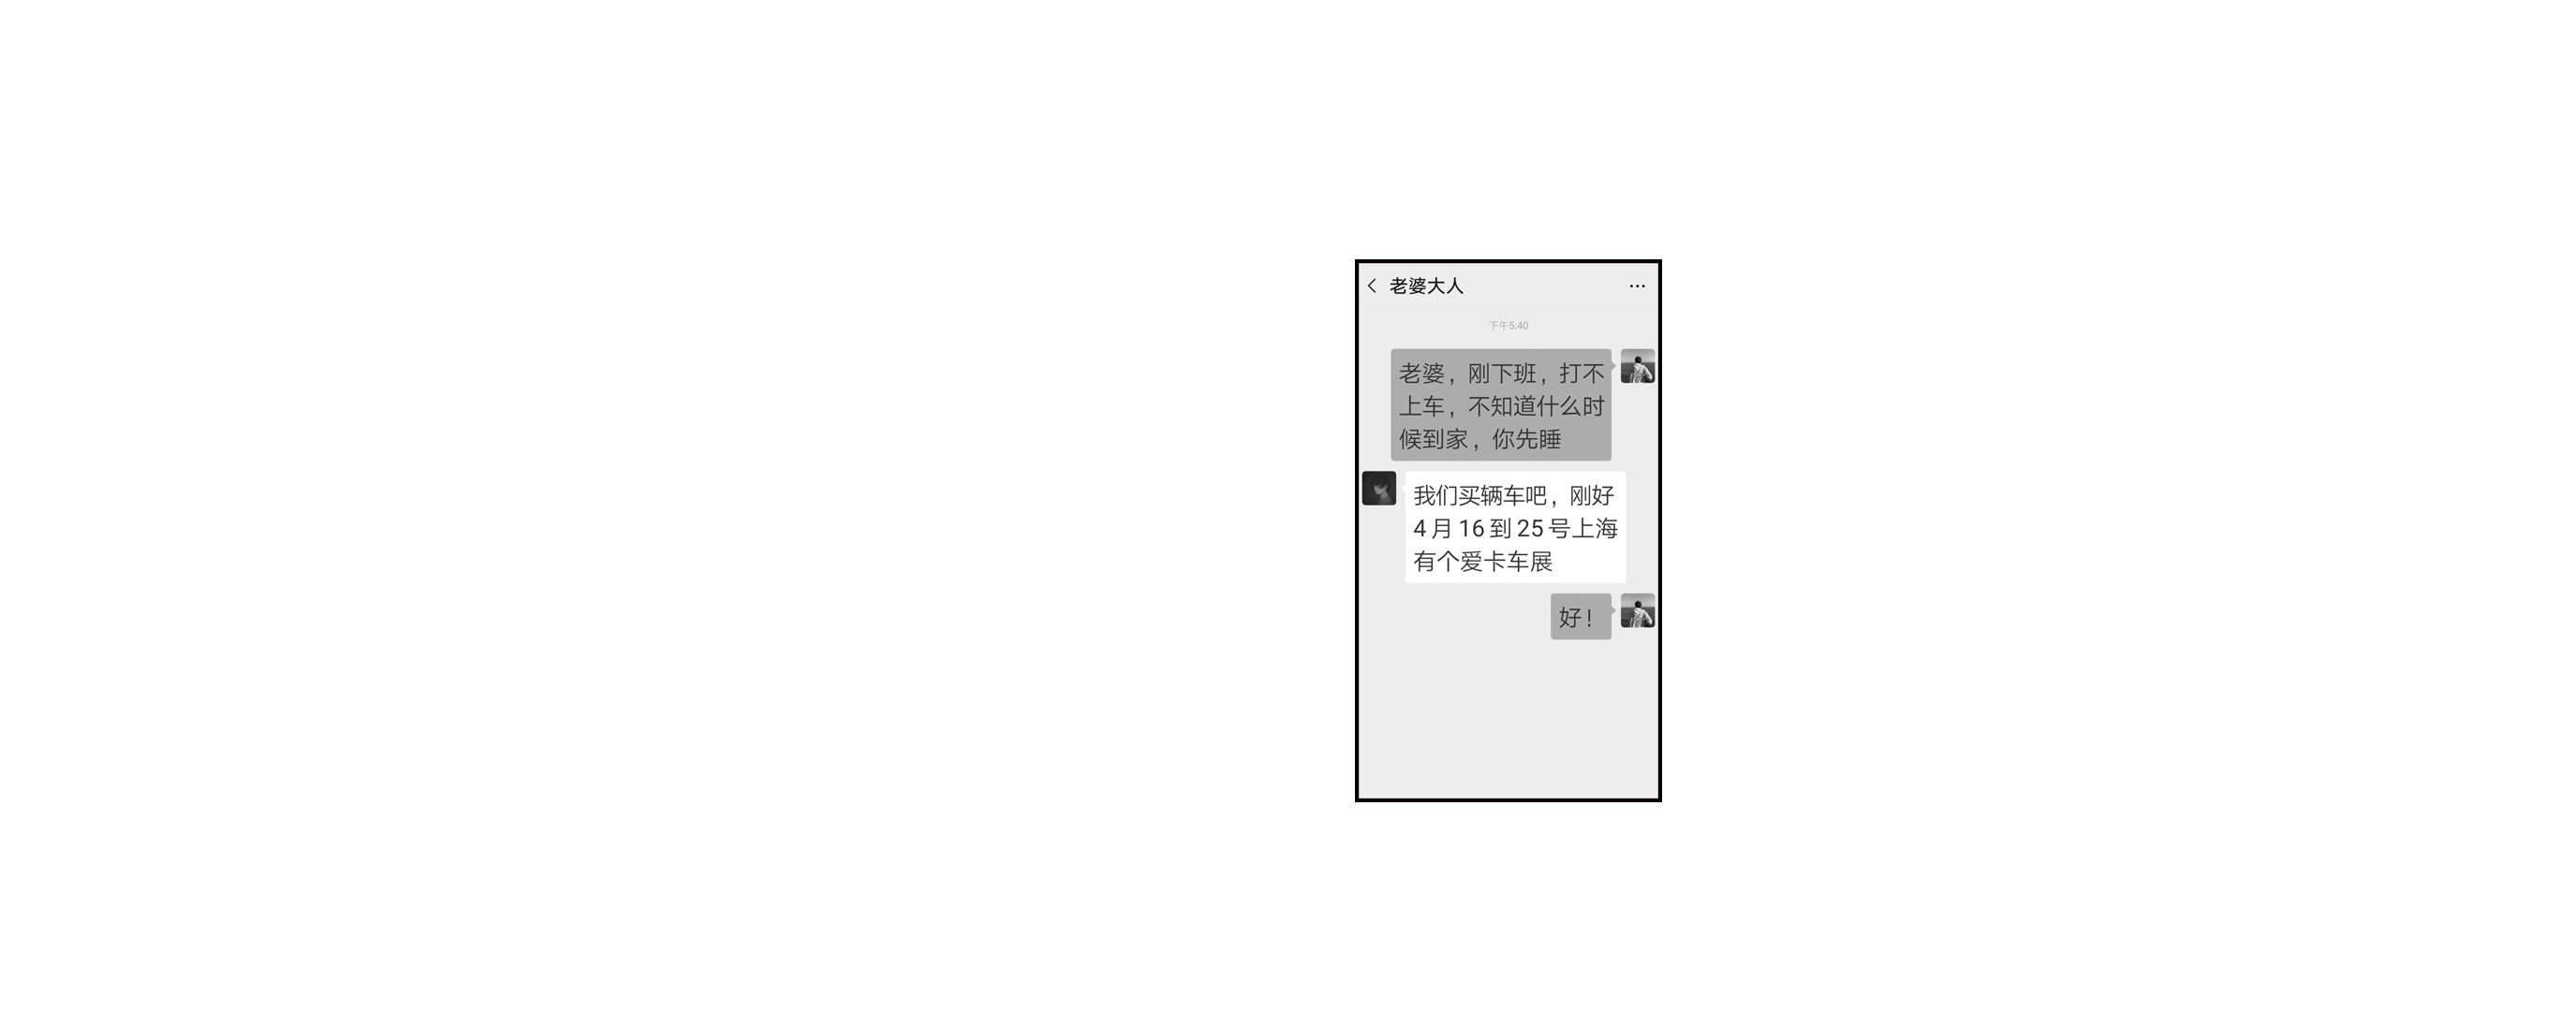 老婆大人
下午5:40
老婆，刚下班，打不
上车，不知道什么时
候到家，你先睡
我们买辆车吧，刚好
4月16到25号上海
有个爱卡车展
好！